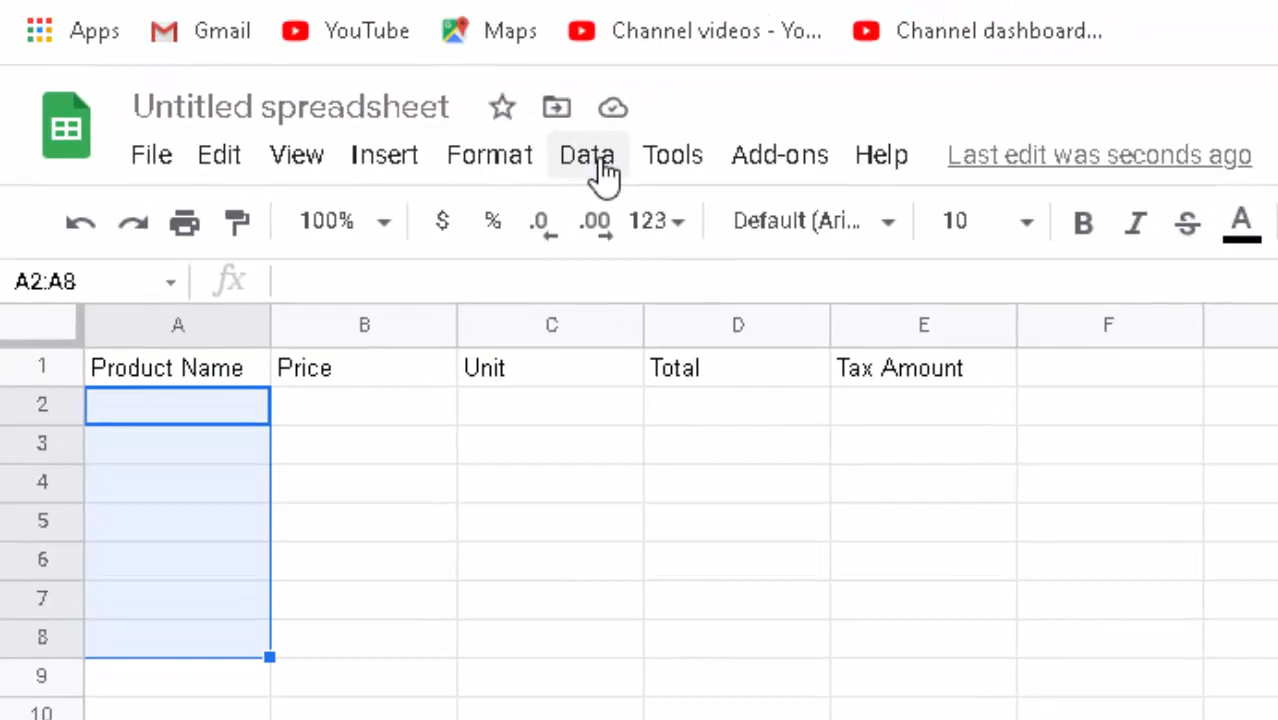 Apps Gmail YouTube Maps Channel videos - Yo... Channel dashboard...
Untitled spreadsheet
File Edit View Insert Format Data Tools Add-ons Help Last edit was seconds ago
100% $ % .0 .00 123 Default (Ari... 10 B I S A
A2:A8 fx
A B C D E F
1 Product Name Price Unit Total Tax Amount
2
3
4
5
6
7
8
9
10